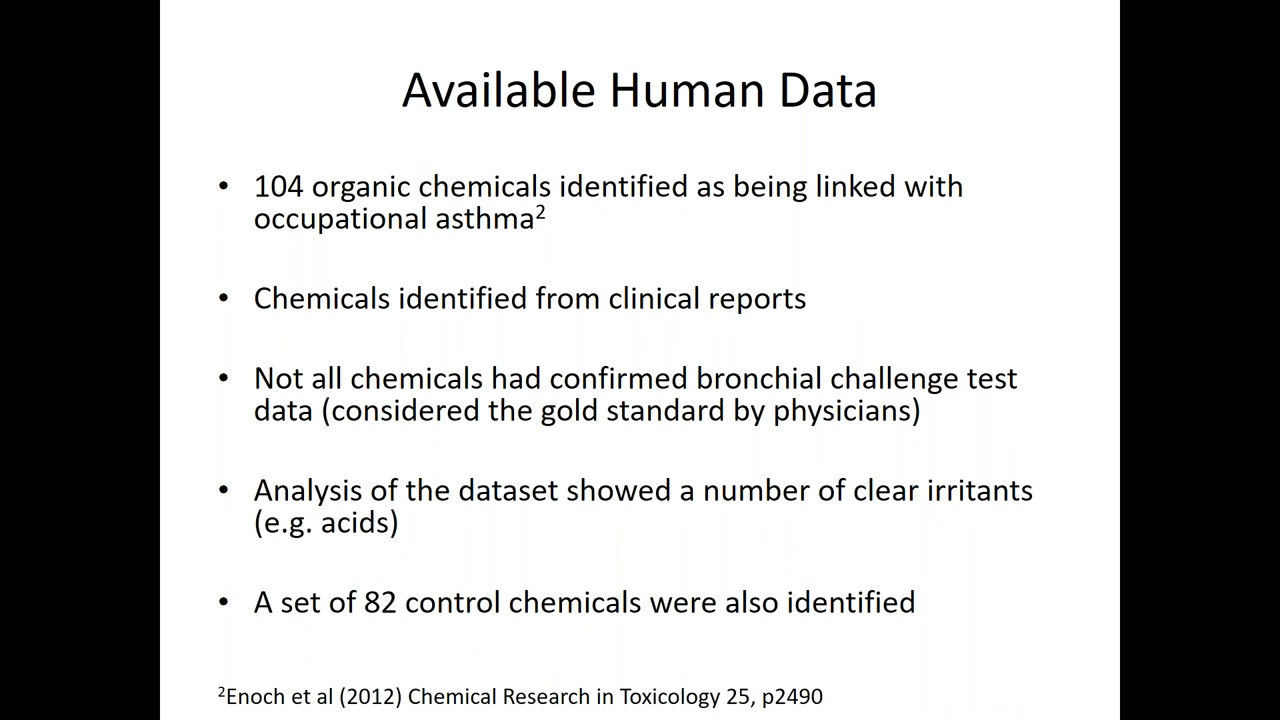 Available Human Data
• 104 organic chemicals identified as being linked with
occupational asthma²
• Chemicals identified from clinical reports
• Not all chemicals had confirmed bronchial challenge test
data (considered the gold standard by physicians)
• Analysis of the dataset showed a number of clear irritants
(e.g. acids)
• A set of 82 control chemicals were also identified
²Enoch et al (2012) Chemical Research in Toxicology 25, p2490